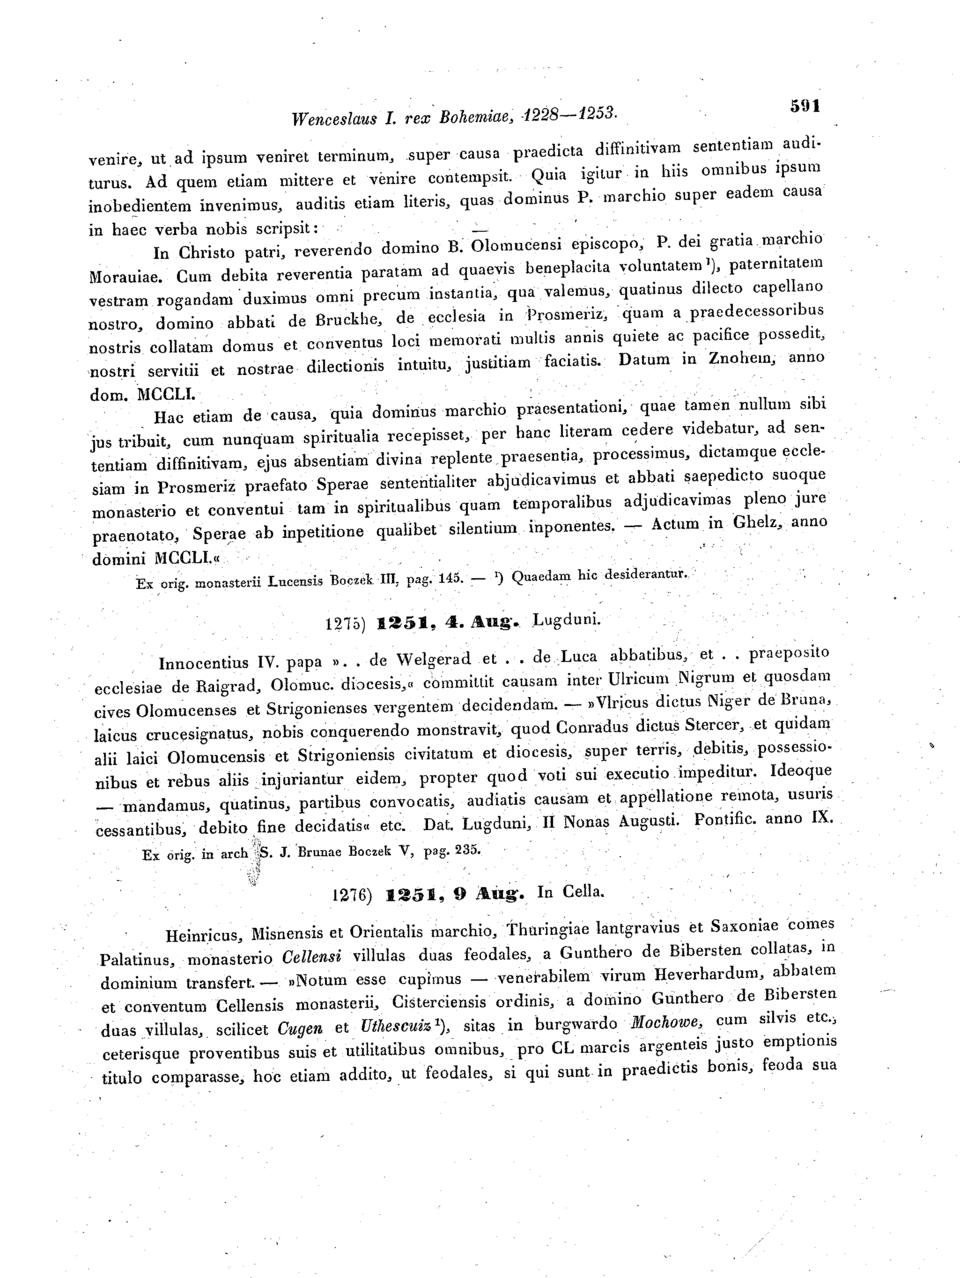 Wenceslaus I. rex Bohemiae, 1228—1253.
591
venire, ut ad ipsum veniret terminum, super causa praedicta diffinitivam sententiam audi-
turus. Ad quem etiam mittere et venire contempsit. Quia igitur in hiis omnibus ipsum
inobedientem invenimus, auditis etiam literis, quas dominus P. marchio super eadem causa
in haec verba nobis scripsit:
In Christo patri, reverendo domino B. Olomucensi episcopo, P. dei gratia marchio
Morauiae. Cum debita reverentia paratam ad quaevis beneplacita voluntatem ¹), paternitatem
vestram rogandam duximus omni precum instantia, qua valemus, quatinus dilecto capellano
nostro, domino abbati de Bruckhe, de ecclesia in Prosmeriz, quam a praedecessoribus
nostris collatam domus et conventus loci memorati multis annis quiete ac pacifice possedit,
nostri servitii et nostrae dilectionis intuitu, justitiam faciatis. Datum in Znohem, anno
dom. MCCLI.
Hac etiam de causa, quia dominus marchio praesentationi, quae tamen nullum sibi
jus tribuit, cum nunquam spiritualia recepisset, per hanc literam cedere videbatur, ad sen-
tentiam diffinitivam, ejus absentiam divina replente praesentia, processimus, dictamque eccle-
siam in Prosmeriz praefato Sperae sententialiter abjudicavimus et abbati saepedicto suoque
monasterio et conventui tam in spiritualibus quam temporalibus adjudicavimas pleno jure
praenotato, Sperae ab inpetitione qualibet silentium inponentes. — Actum in Ghelz, anno
domini MCCLI.«
Ex orig. monasterii Lucensis Boczek III, pag. 145. — ¹) Quaedam hic desiderantur.
1275) 1251, 4. Aug. Lugduni.
Innocentius IV. papa ». . de Welgerad et . . de Luca abbatibus, et . . praeposito
ecclesiae de Raigrad, Olomuc. diocesis,« committit causam inter Ulricum Nigrum et quosdam
cives Olomucenses et Strigonienses vergentem decidendam. — »Vlricus dictus Niger de Bruna,
laicus crucesignatus, nobis conquerendo monstravit, quod Conradus dictus Stercer, et quidam
alii laici Olomucensis et Strigoniensis civitatum et diocesis, super terris, debitis, possessio-
nibus et rebus aliis injuriantur eidem, propter quod voti sui executio impeditur. Ideoque
— mandamus, quatinus, partibus convocatis, audiatis causam et appellatione remota, usuris
cessantibus, debito fine decidatis« etc. Dat. Lugduni, II Nonas Augusti. Pontific. anno IX.
Ex orig. in arch S. J. Brunae Boczek V, pag. 235.
1276) 1251, 9 Aug. In Cella.
Heinricus, Misnensis et Orientalis marchio, Thuringiae lantgravius et Saxoniae comes
Palatinus, monasterio Cellensi villulas duas feodales, a Gunthero de Bibersten collatas, in
dominium transfert. — »Notum esse cupimus — venerabilem virum Heverhardum, abbatem
et conventum Cellensis monasterii, Cisterciensis ordinis, a domino Gunthero de Bibersten
duas villulas, scilicet Cugen et Uthescuiz ¹), sitas in burgwardo Mochowe, cum silvis etc.,
ceterisque proventibus suis et utilitatibus omnibus, pro CL marcis argenteis justo emptionis
titulo comparasse, hoc etiam addito, ut feodales, si qui sunt in praedictis bonis, feoda sua